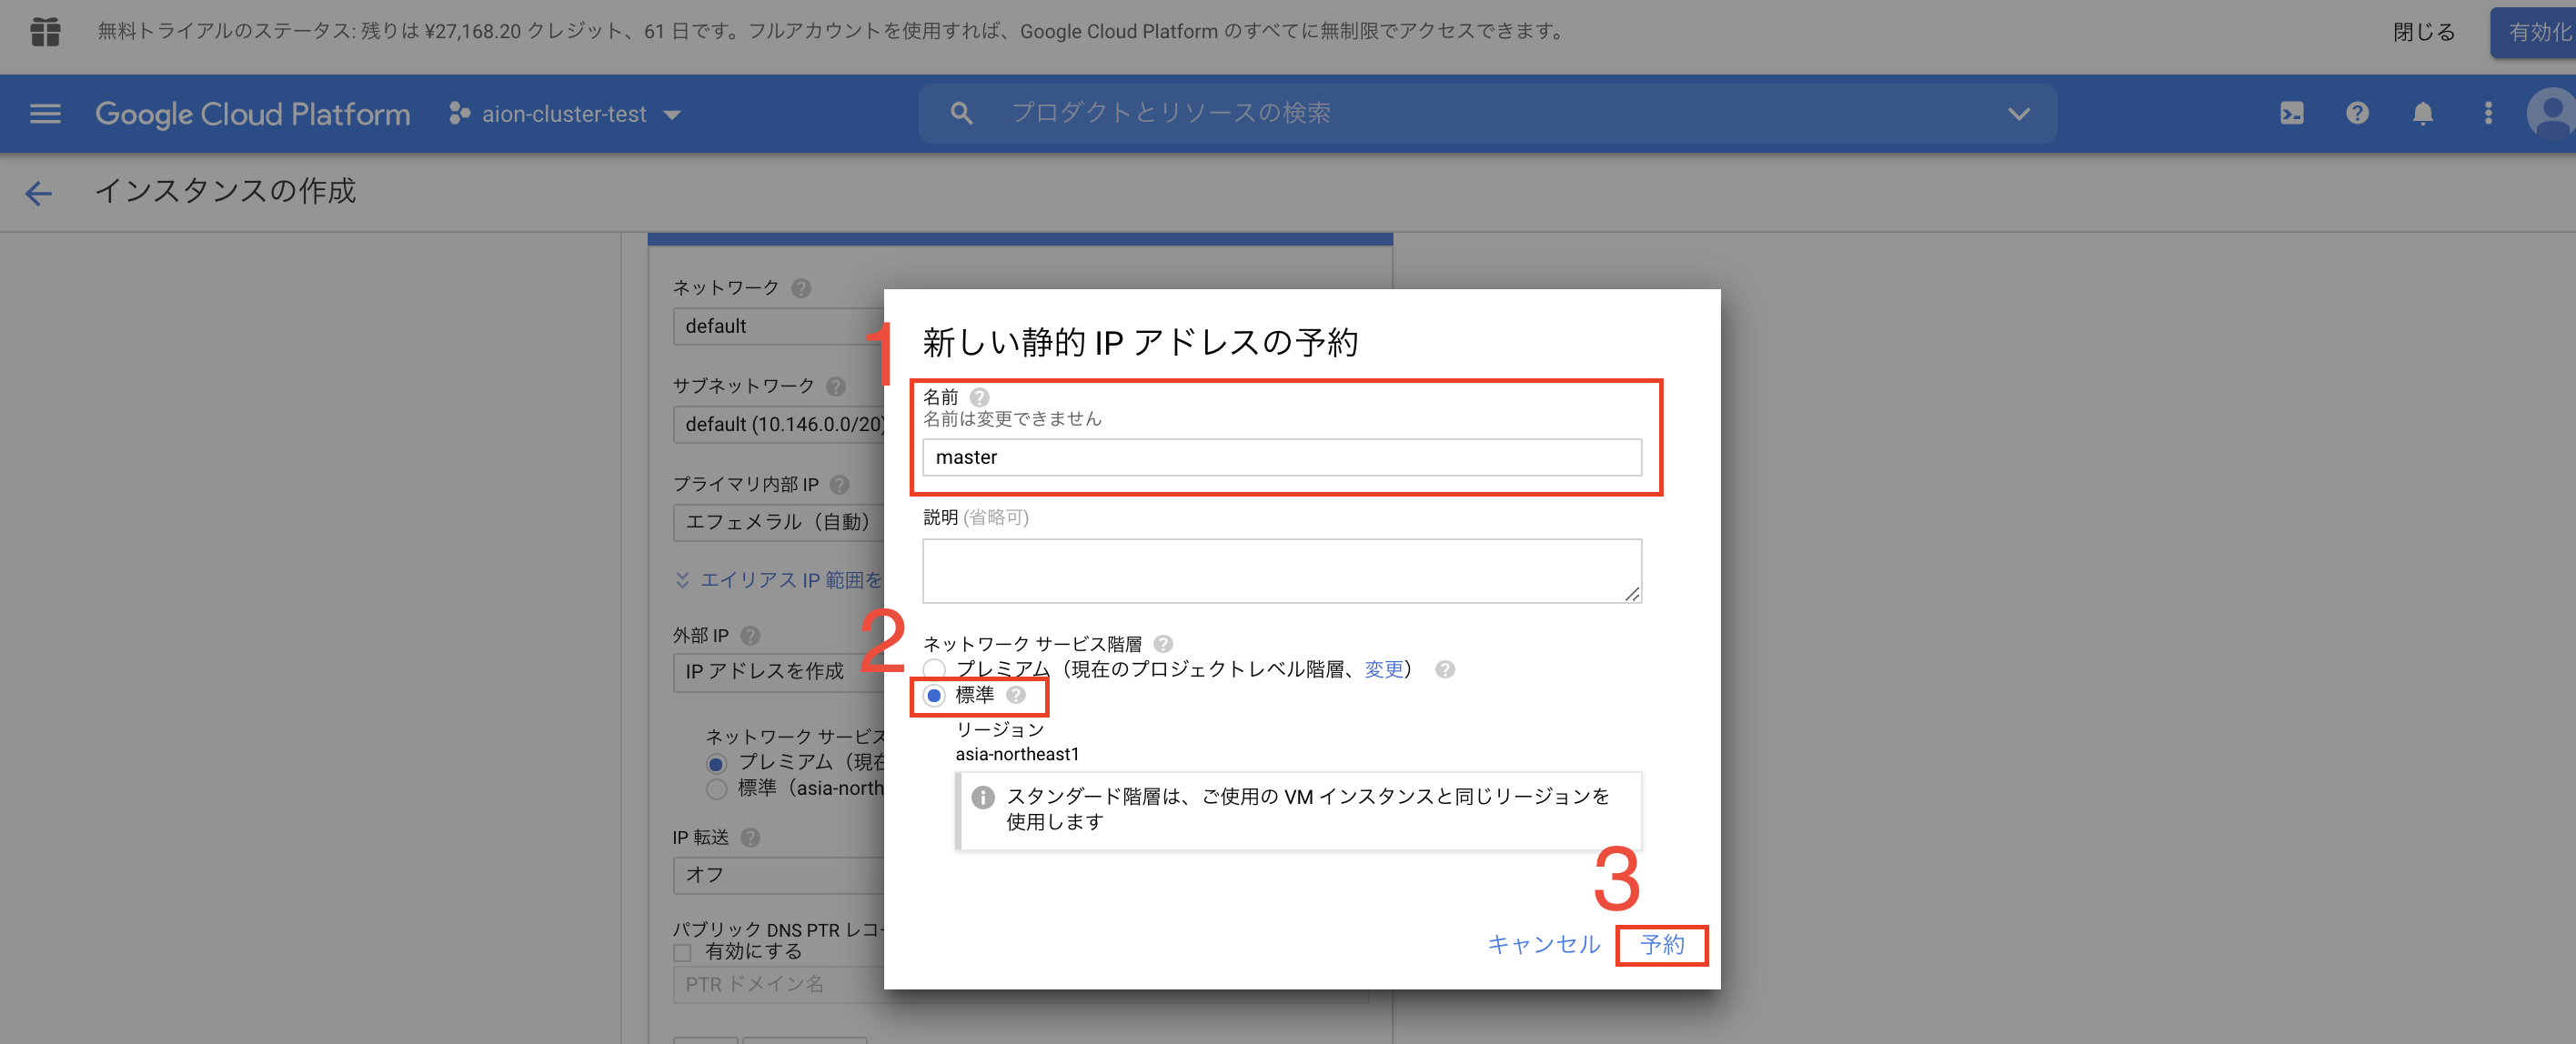 無料トライアルのステータス: 残りは ¥27,168.20 クレジット、61 日です。フルアカウントを使用すれば、Google Cloud Platform のすべてに無制限でアクセスできます。
閉じる
有効化
Google Cloud Platform
aion-cluster-test
プロダクトとリソースの検索
インスタンスの作成
ネットワーク
default
サブネットワーク
default (10.146.0.0/20)
プライマリ内部 IP
エフェメラル（自動）
エイリアス IP 範囲を
外部 IP
IP アドレスを作成
ネットワーク サービス
プレミアム（現在
標準（asia-north
IP 転送
オフ
パブリック DNS PTR レコー
有効にする
PTR ドメイン名
1
新しい静的 IP アドレスの予約
名前
名前は変更できません
master
説明 (省略可)
2
ネットワーク サービス階層
プレミアム（現在のプロジェクトレベル階層、変更）
標準
リージョン
asia-northeast1
スタンダード階層は、ご使用の VM インスタンスと同じリージョンを
使用します
3
キャンセル
予約